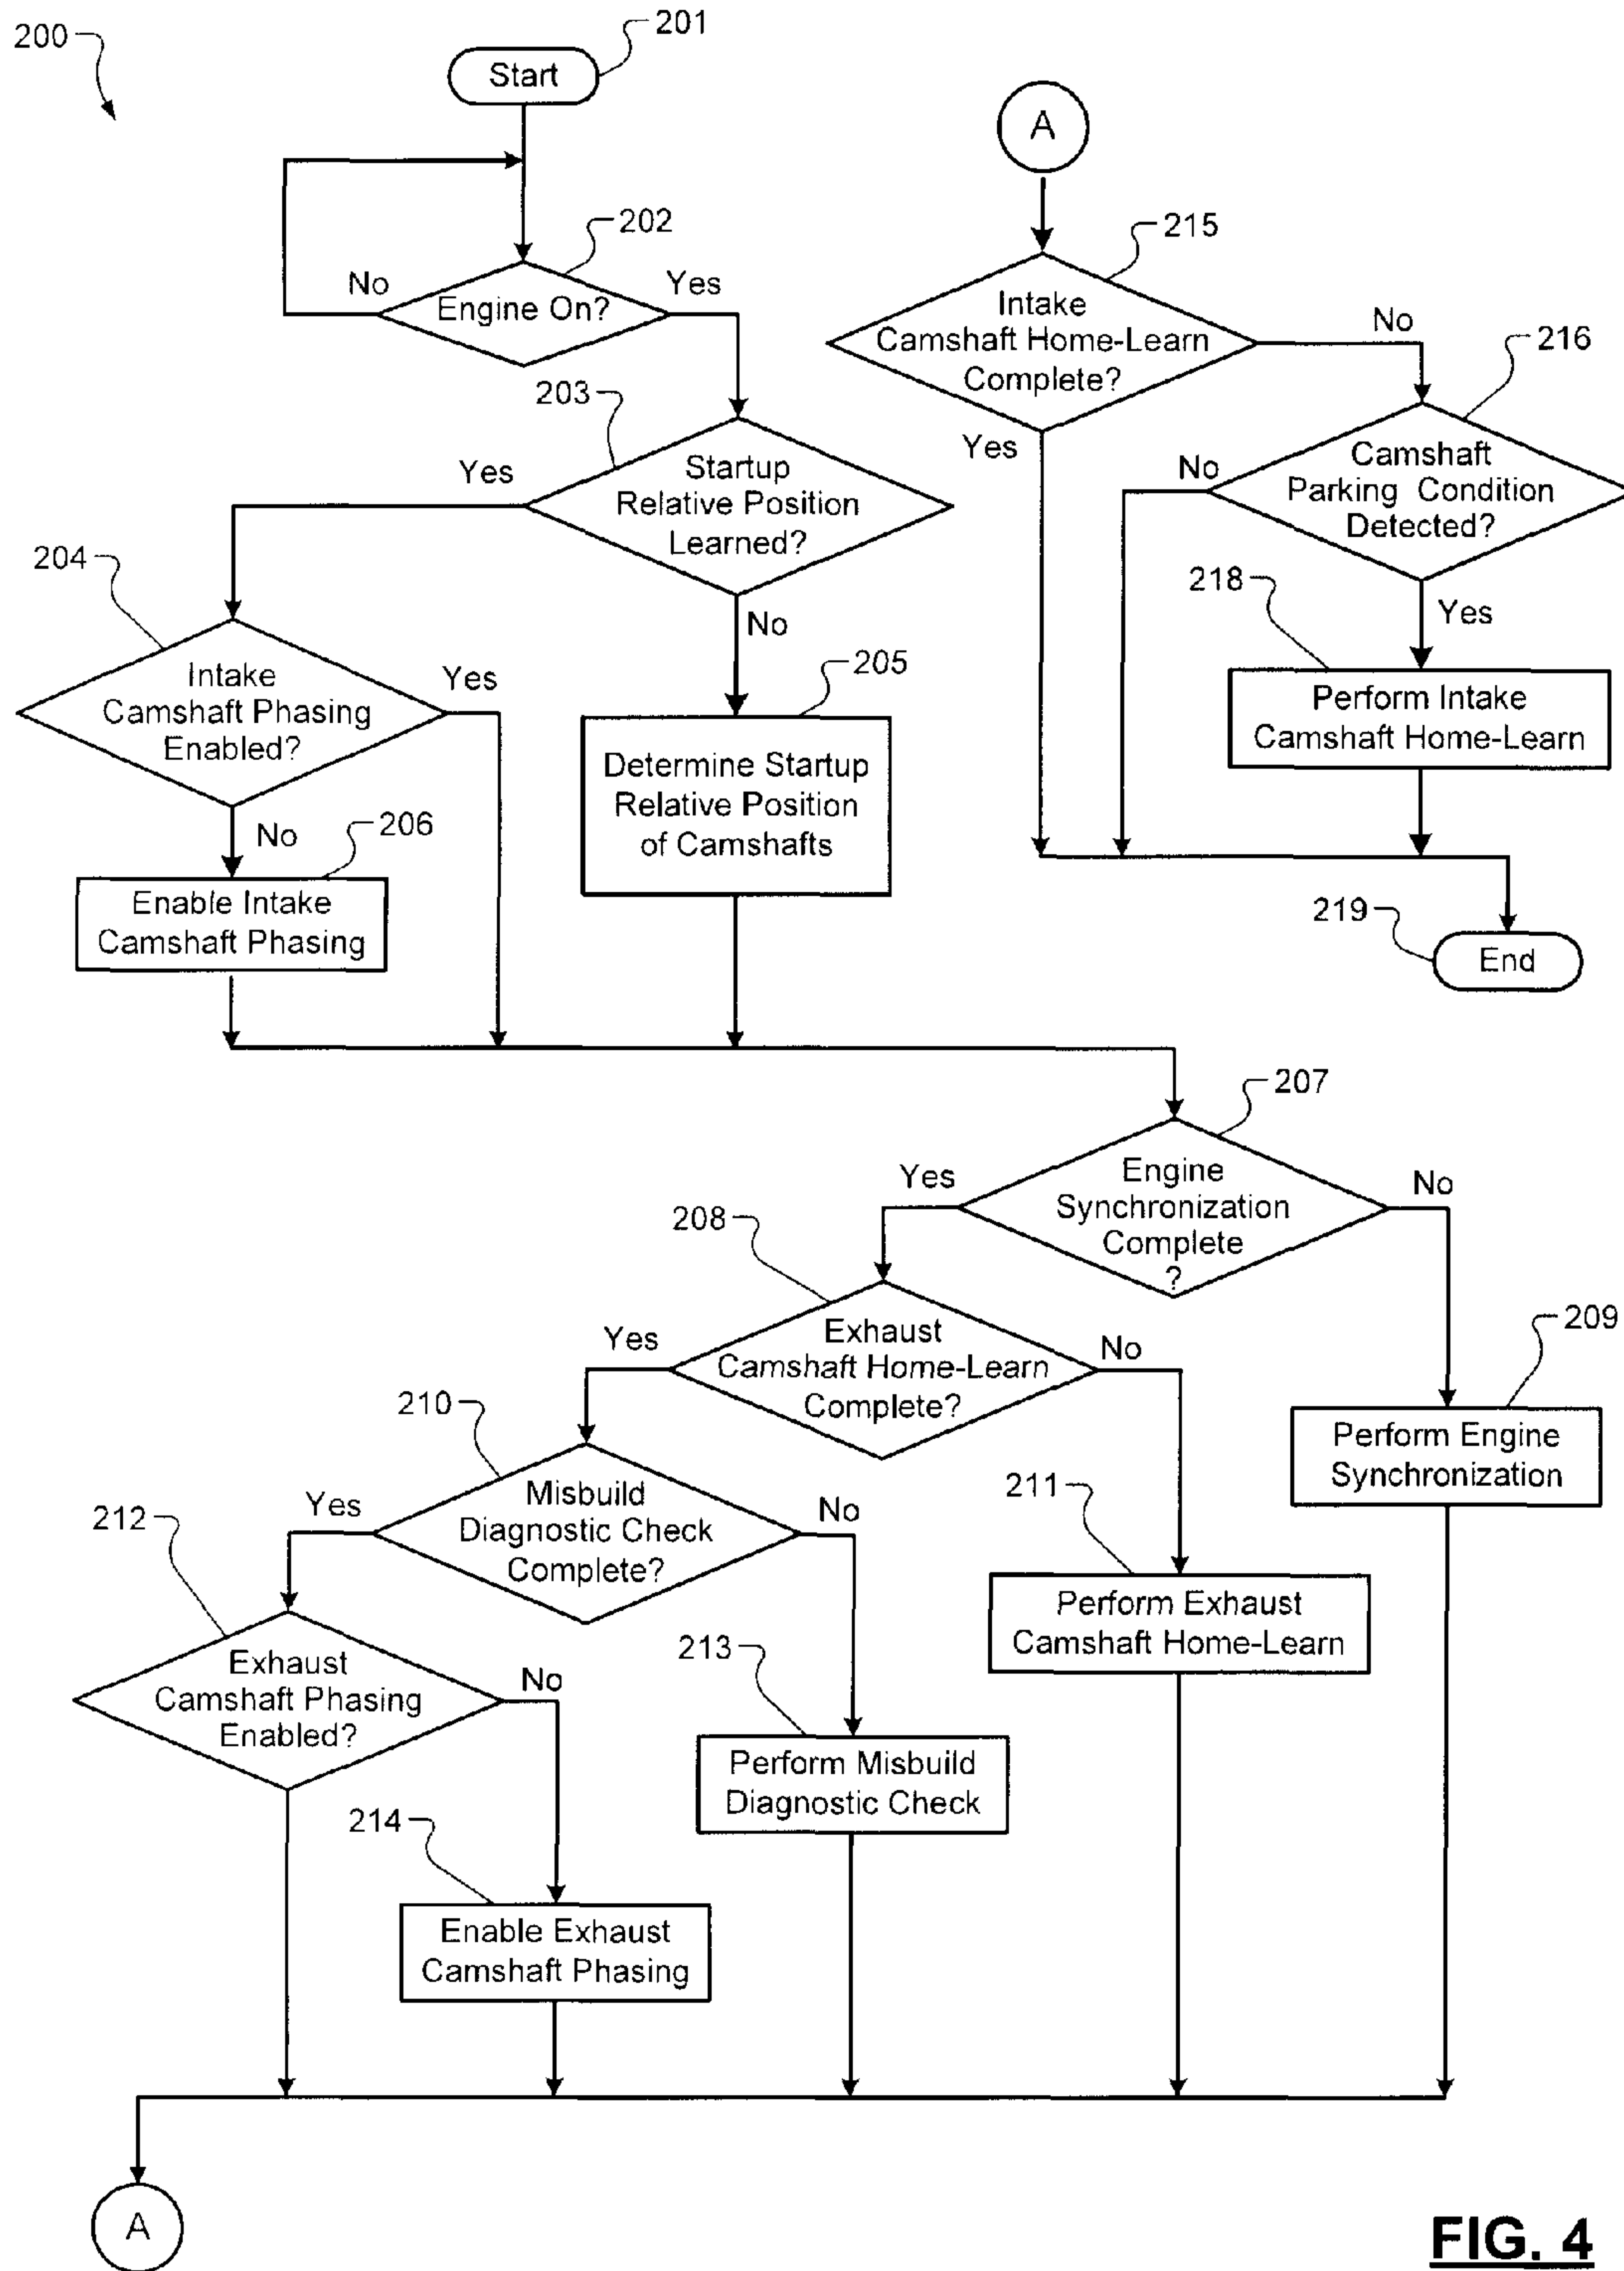 200
201
Start
202
No
Engine On?
Yes
203
Yes
Startup
Relative Position
Learned?
No
204
Intake
Camshaft Phasing
Enabled?
Yes
No
205
Determine Startup
Relative Position
of Camshafts
206
Enable Intake
Camshaft Phasing
207
Yes
Engine
Synchronization
Complete
?
No
208
Yes
Exhaust
Camshaft Home-Learn
Complete?
No
209
Perform Engine
Synchronization
210
Yes
Misbuild
Diagnostic Check
Complete?
No
211
Perform Exhaust
Camshaft Home-Learn
212
Exhaust
Camshaft Phasing
Enabled?
No
213
Perform Misbuild
Diagnostic Check
214
Enable Exhaust
Camshaft Phasing
A
A
215
Intake
Camshaft Home-Learn
Complete?
No
Yes
216
No
Camshaft
Parking Condition
Detected?
Yes
218
Perform Intake
Camshaft Home-Learn
219
End
FIG. 4